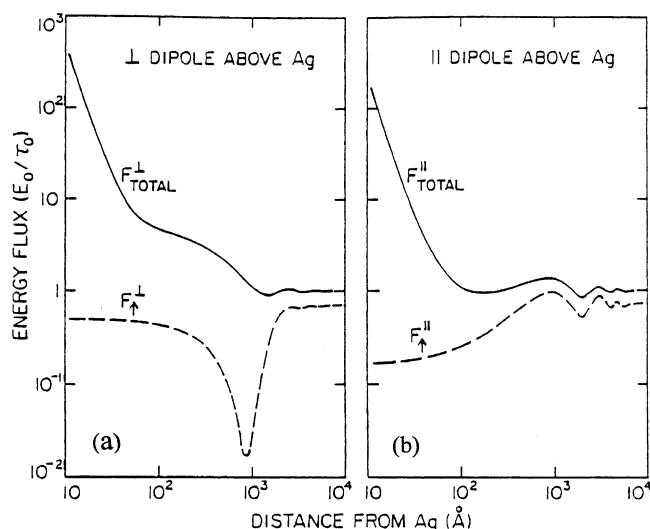 ⊥ DIPOLE ABOVE Ag
|| DIPOLE ABOVE Ag
ENERGY FLUX (E₀/τ₀)
10³
10²
10
1
10⁻¹
10⁻²
F⊥TOTAL
F⊥↑
F||TOTAL
F||↑
(a)
(b)
10 10² 10³ 10⁴
10 10² 10³ 10⁴
DISTANCE FROM Ag (Å)